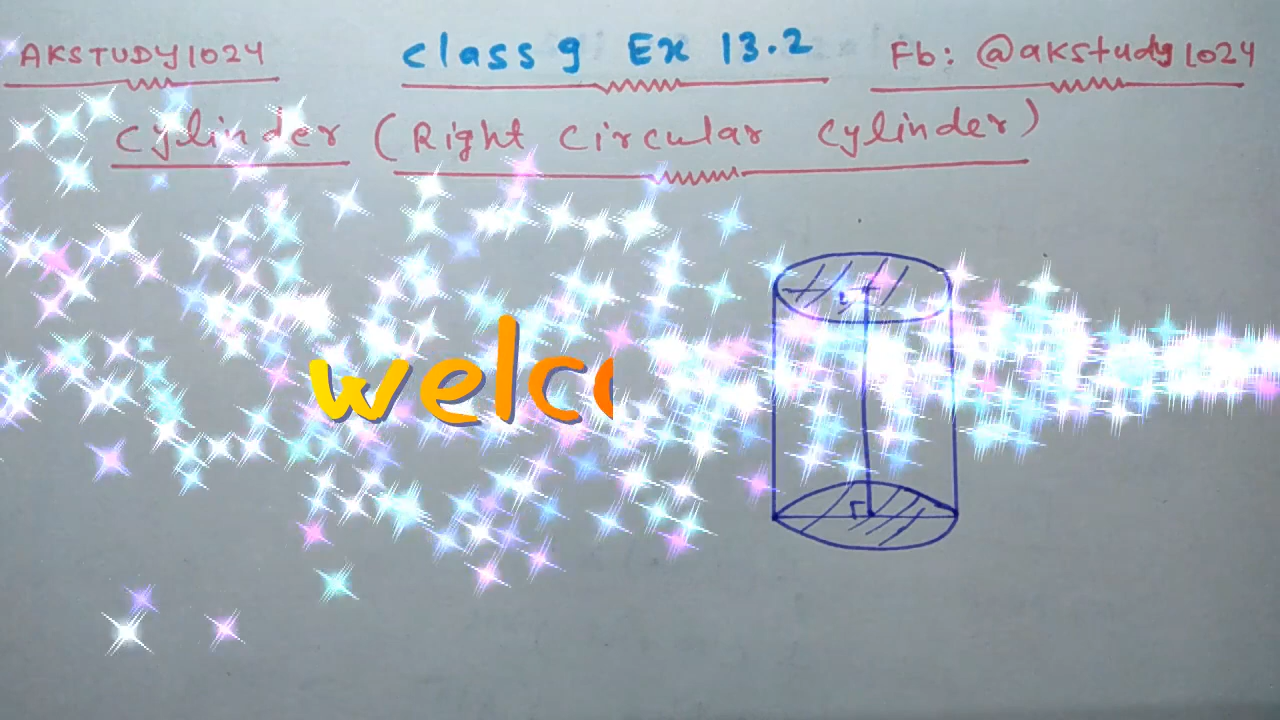 AKSTUDY1024
Class 9 Ex 13.2
Fb: @akstudy1024
Cylinder (Right Circular Cylinder)
welc